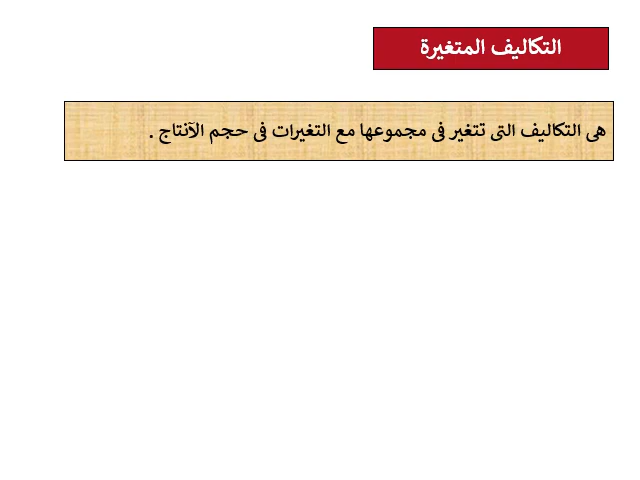 التكاليف المتغيرة
هى التكاليف التى تتغير فى مجموعها مع التغيرات فى حجم الآنتاج .